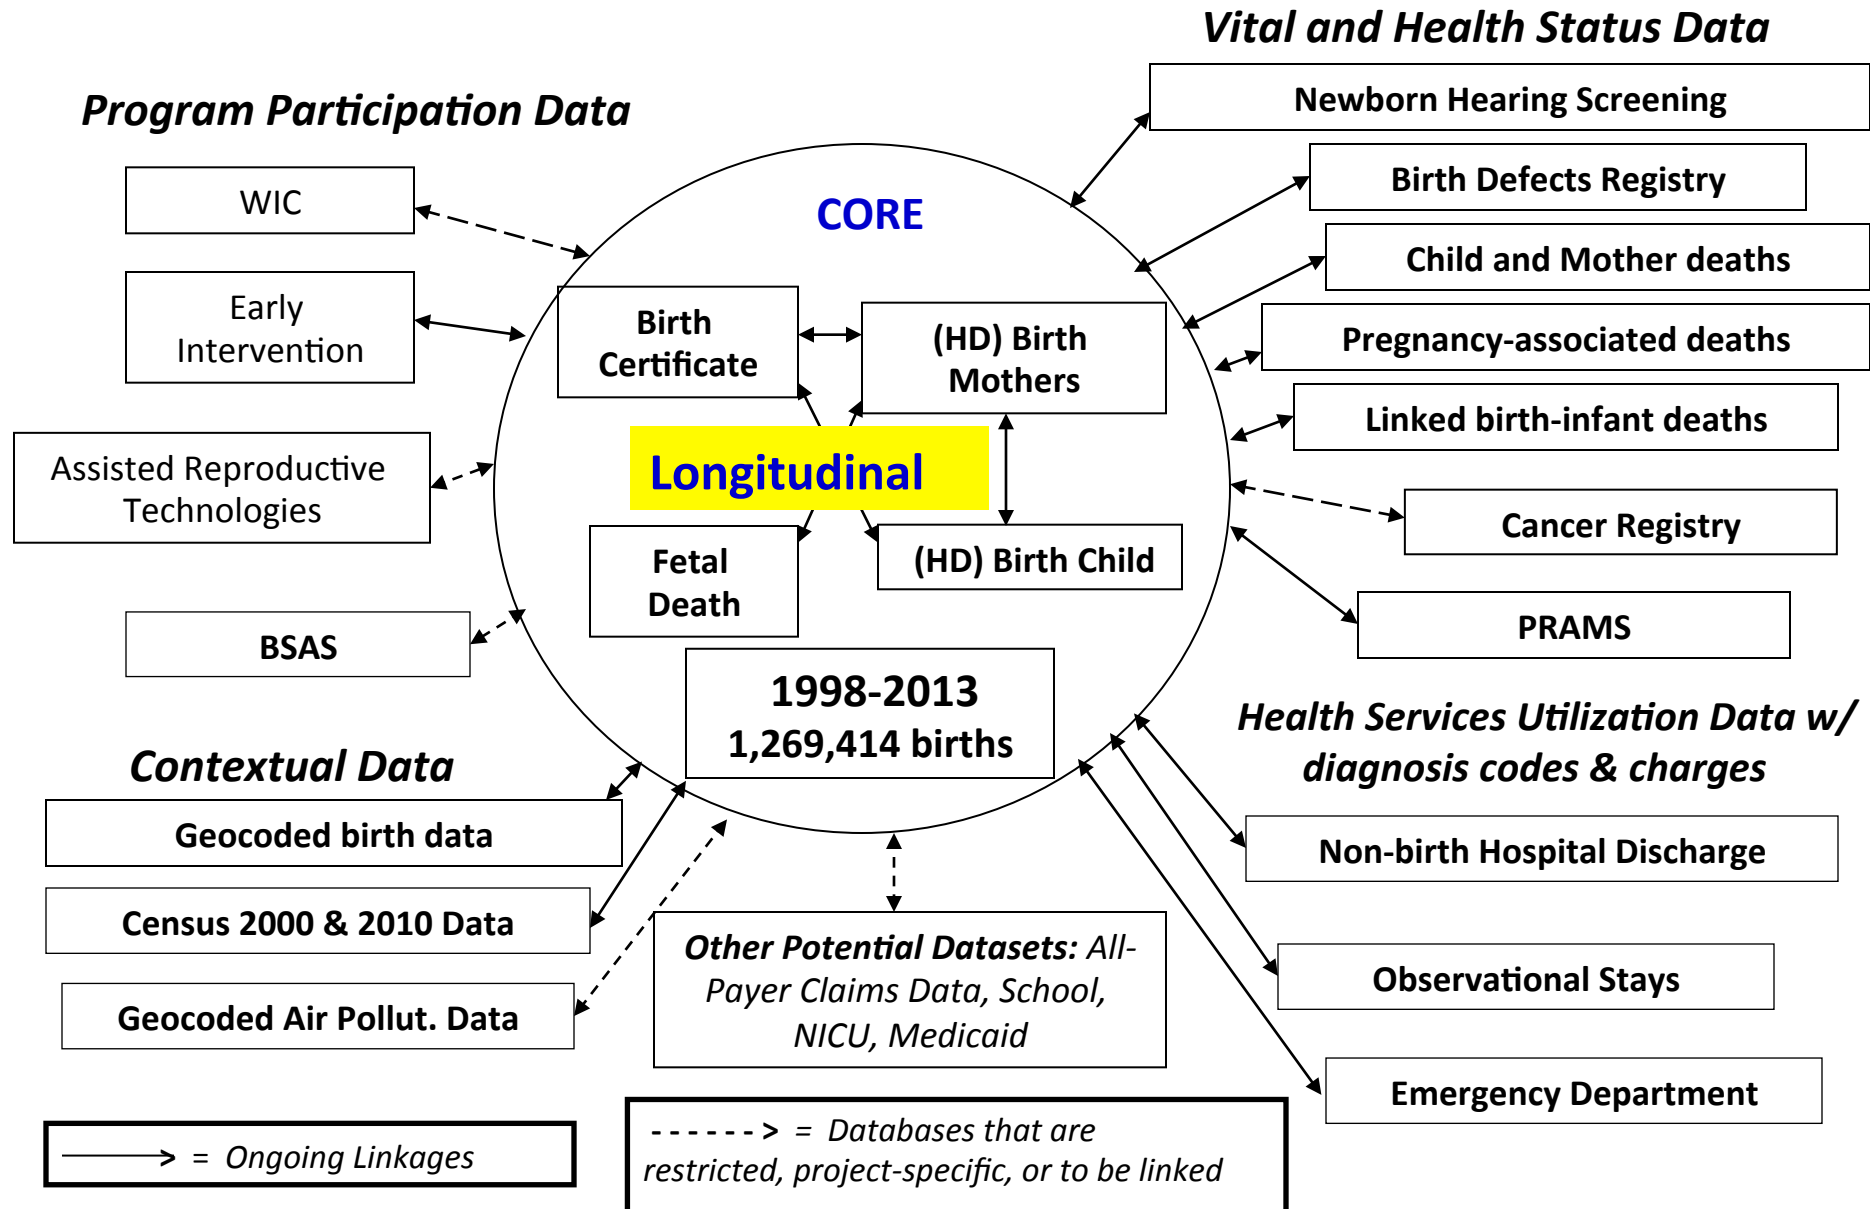 Vital and Health Status Data
Newborn Hearing Screening
Birth Defects Registry
Child and Mother deaths
Pregnancy-associated deaths
Linked birth-infant deaths
Cancer Registry
PRAMS
Program Participation Data
WIC
Early
Intervention
Assisted Reproductive
Technologies
BSAS
CORE
Birth
Certificate
(HD) Birth
Mothers
Longitudinal
Fetal
Death
(HD) Birth Child
1998-2013
1,269,414 births
Contextual Data
Geocoded birth data
Census 2000 & 2010 Data
Geocoded Air Pollut. Data
Other Potential Datasets: All-
Payer Claims Data, School,
NICU, Medicaid
Health Services Utilization Data w/
diagnosis codes & charges
Non-birth Hospital Discharge
Observational Stays
Emergency Department
= Ongoing Linkages
------> = Databases that are
restricted, project-specific, or to be linked